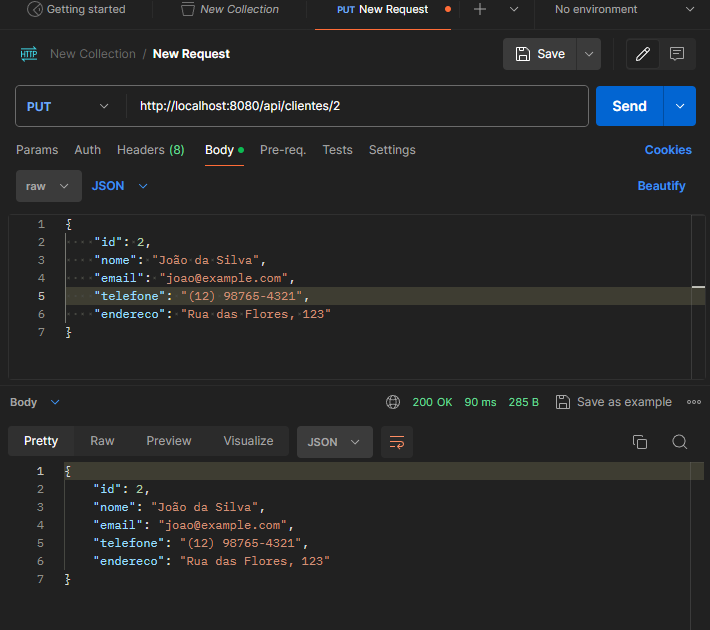 Getting started New Collection PUT New Request No environment
HTTP New Collection / New Request Save
PUT http://localhost:8080/api/clientes/2 Send
Params Auth Headers (8) Body Pre-req. Tests Settings Cookies
raw JSON Beautify
1 {
2 "id": 2,
3 "nome": "João da Silva",
4 "email": "joao@example.com",
5 "telefone": "(12) 98765-4321",
6 "endereco": "Rua das Flores, 123"
7 }
Body 200 OK 90 ms 285 B Save as example
Pretty Raw Preview Visualize JSON
1 {
2 "id": 2,
3 "nome": "João da Silva",
4 "email": "joao@example.com",
5 "telefone": "(12) 98765-4321",
6 "endereco": "Rua das Flores, 123"
7 }